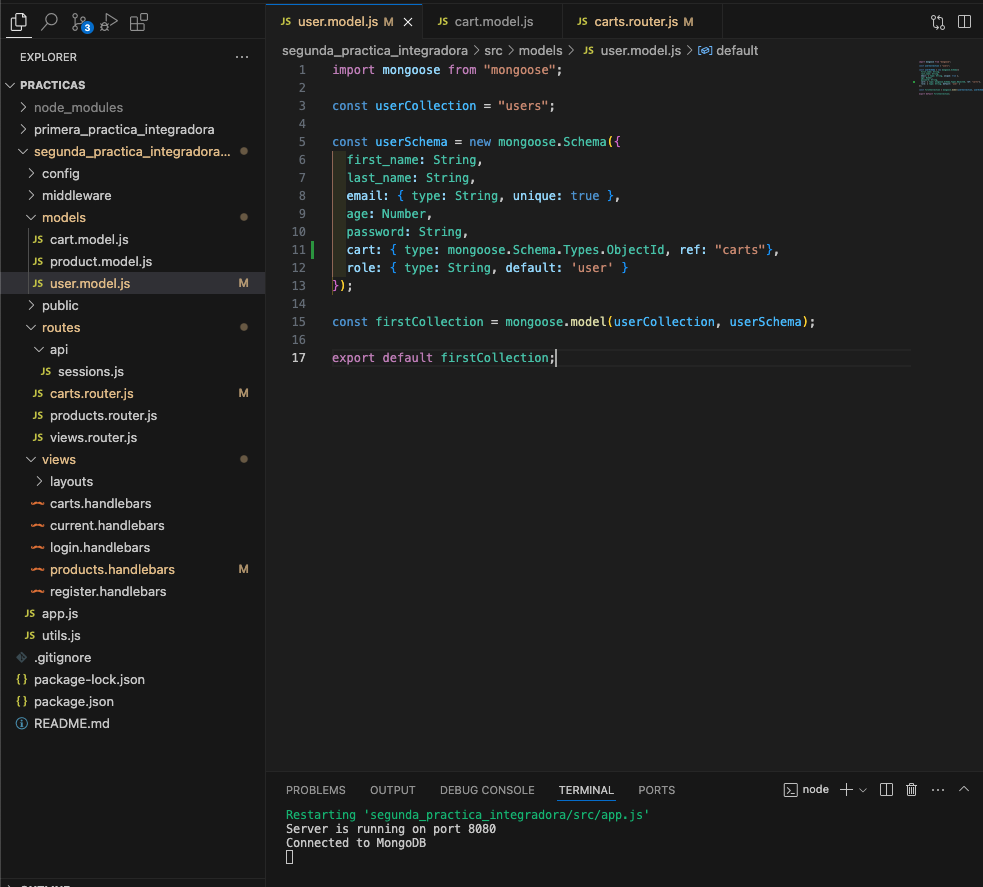 3
EXPLORER
PRACTICAS
node_modules
primera_practica_integradora
segunda_practica_integradora...
config
middleware
models
JS cart.model.js
JS product.model.js
JS user.model.js M
public
routes
api
JS sessions.js
JS carts.router.js M
JS products.router.js
JS views.router.js
views
layouts
carts.handlebars
current.handlebars
login.handlebars
products.handlebars M
register.handlebars
JS app.js
JS utils.js
.gitignore
{} package-lock.json
{} package.json
README.md
JS user.model.js M
JS cart.model.js
JS carts.router.js M
segunda_practica_integradora > src > models > JS user.model.js > default
1 import mongoose from "mongoose";
2
3 const userCollection = "users";
4
5 const userSchema = new mongoose.Schema({
6 first_name: String,
7 last_name: String,
8 email: { type: String, unique: true },
9 age: Number,
10 password: String,
11 cart: { type: mongoose.Schema.Types.ObjectId, ref: "carts"},
12 role: { type: String, default: 'user' }
13 });
14
15 const firstCollection = mongoose.model(userCollection, userSchema);
16
17 export default firstCollection;
PROBLEMS OUTPUT DEBUG CONSOLE TERMINAL PORTS node
Restarting 'segunda_practica_integradora/src/app.js'
Server is running on port 8080
Connected to MongoDB